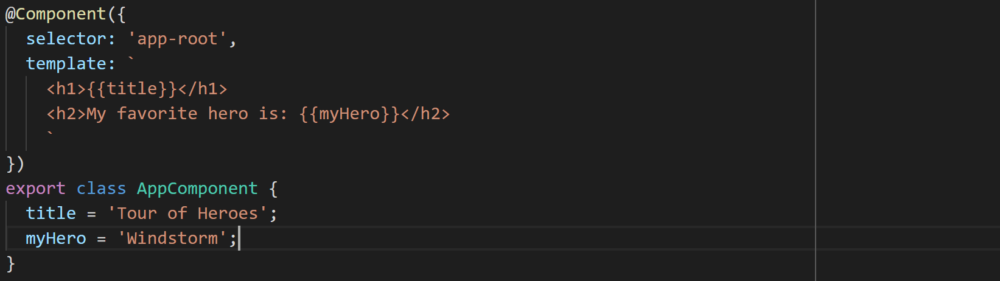 @Component({
  selector: 'app-root',
  template: `
    <h1>{{title}}</h1>
    <h2>My favorite hero is: {{myHero}}</h2>
    `
})
export class AppComponent {
  title = 'Tour of Heroes';
  myHero = 'Windstorm';
}